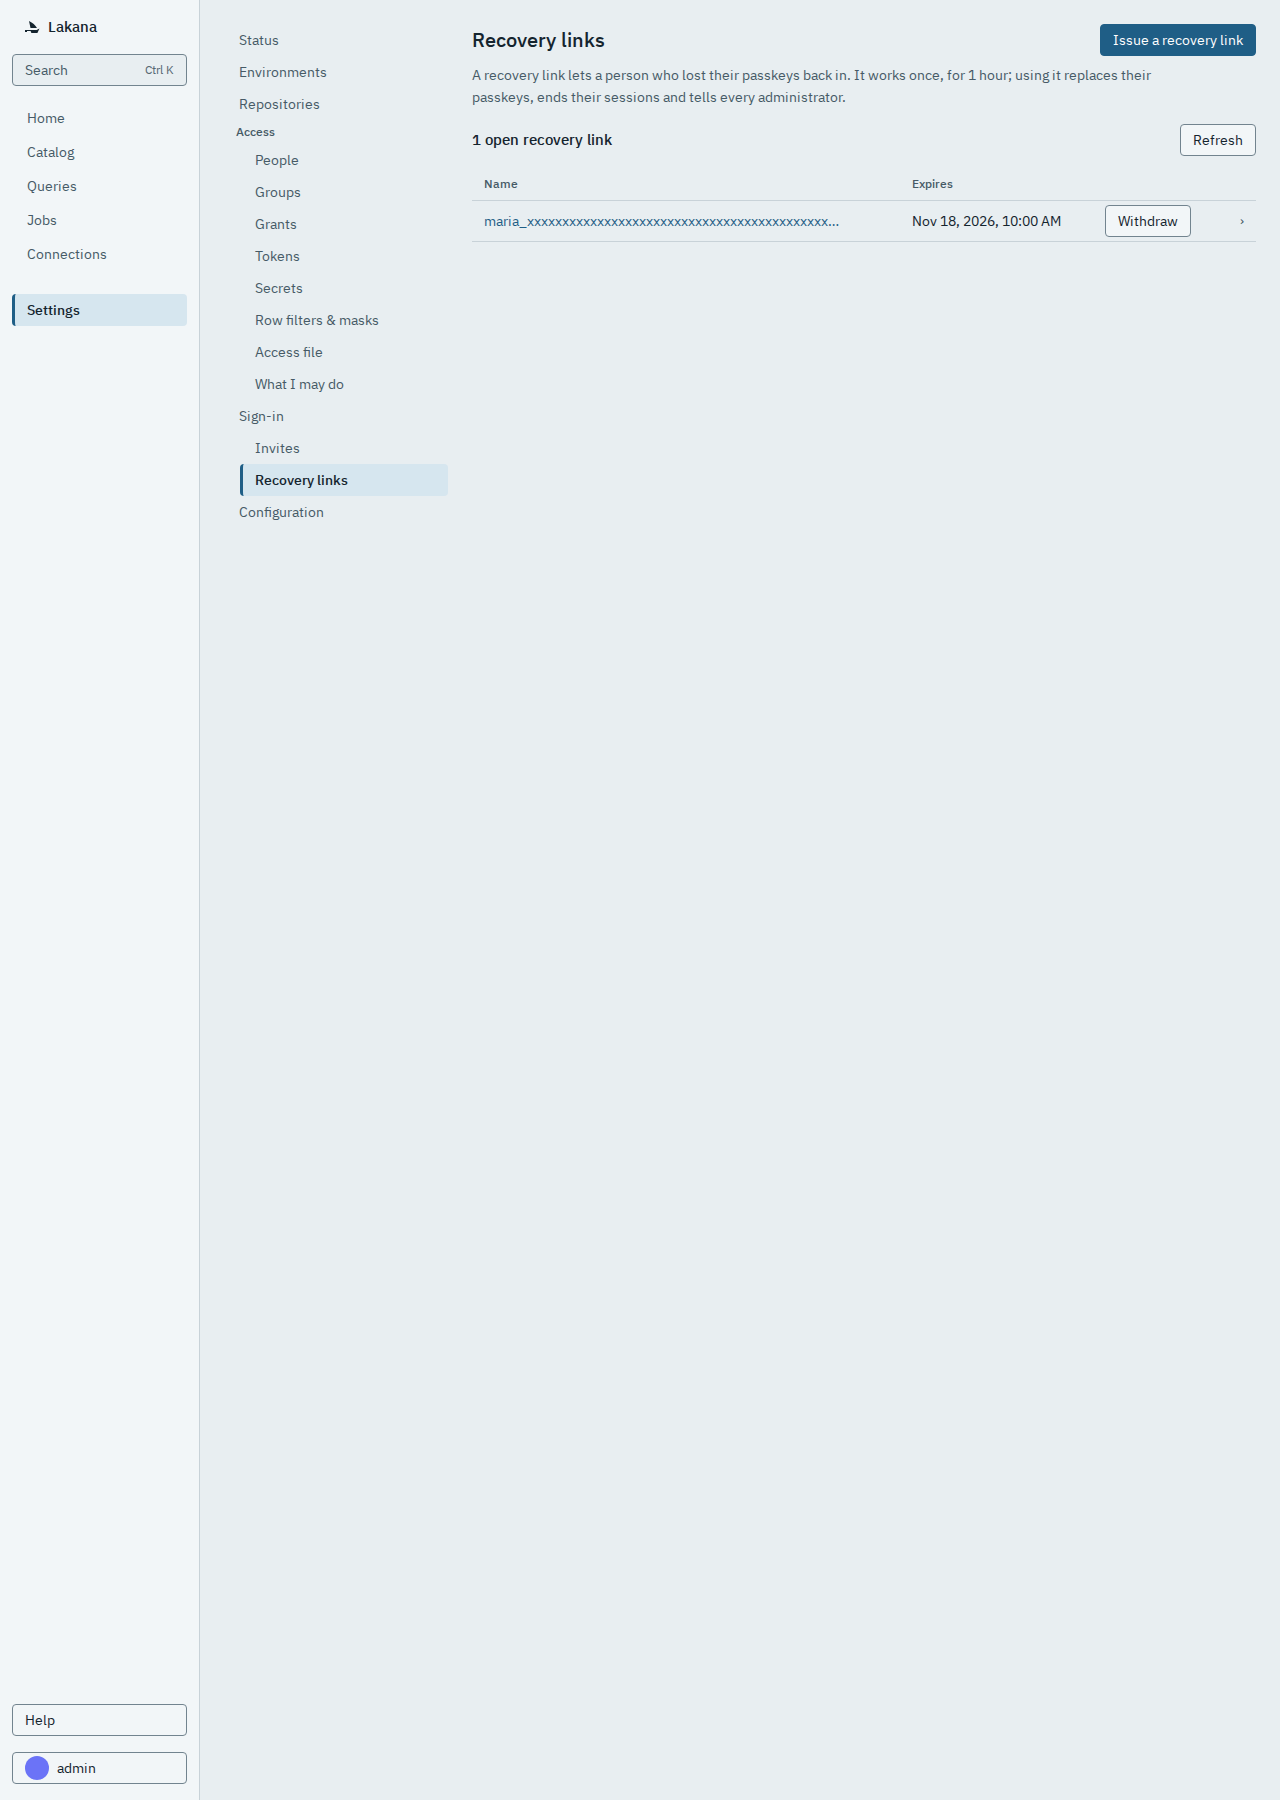 Lakana
Search Ctrl K
Home
Catalog
Queries
Jobs
Connections
Settings
Help
admin
Status
Environments
Repositories
Access
People
Groups
Grants
Tokens
Secrets
Row filters & masks
Access file
What I may do
Sign-in
Invites
Recovery links
Configuration
Recovery links
Issue a recovery link
A recovery link lets a person who lost their passkeys back in. It works once, for 1 hour; using it replaces their
passkeys, ends their sessions and tells every administrator.
1 open recovery link
Refresh
Name Expires
maria_xxxxxxxxxxxxxxxxxxxxxxxxxxxxxxxxxxxxxxxxxxx… Nov 18, 2026, 10:00 AM Withdraw ›